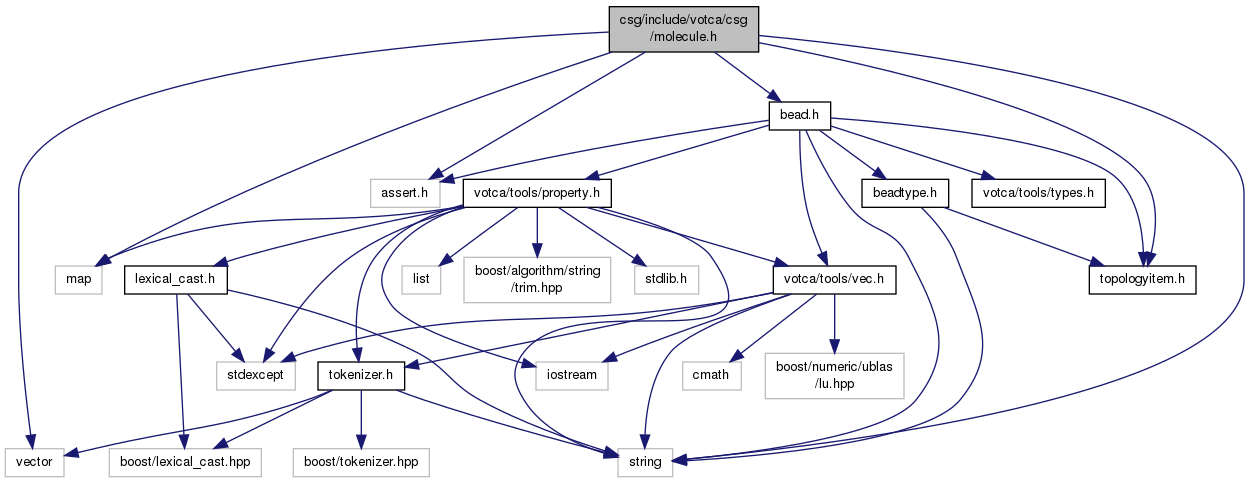 csg/include/votca/csg
/molecule.h
bead.h
assert.h
votca/tools/property.h
beadtype.h
votca/tools/types.h
map
lexical_cast.h
list
boost/algorithm/string
/trim.hpp
stdlib.h
votca/tools/vec.h
topologyitem.h
stdexcept
tokenizer.h
iostream
cmath
boost/numeric/ublas
/lu.hpp
vector
boost/lexical_cast.hpp
boost/tokenizer.hpp
string